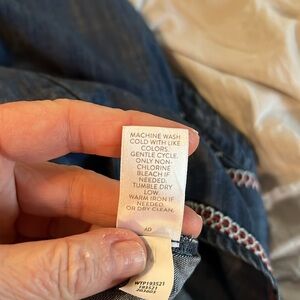 MACHINE WASH
COLD WITH LIKE
COLORS.
GENTLE CYCLE.
ONLY NON-
CHLORINE
BLEACH IF
NEEDED.
TUMBLE DRY
LOW.
WARM IRON IF
NEEDED.
OR DRY CLEAN.
AD
WTP193521